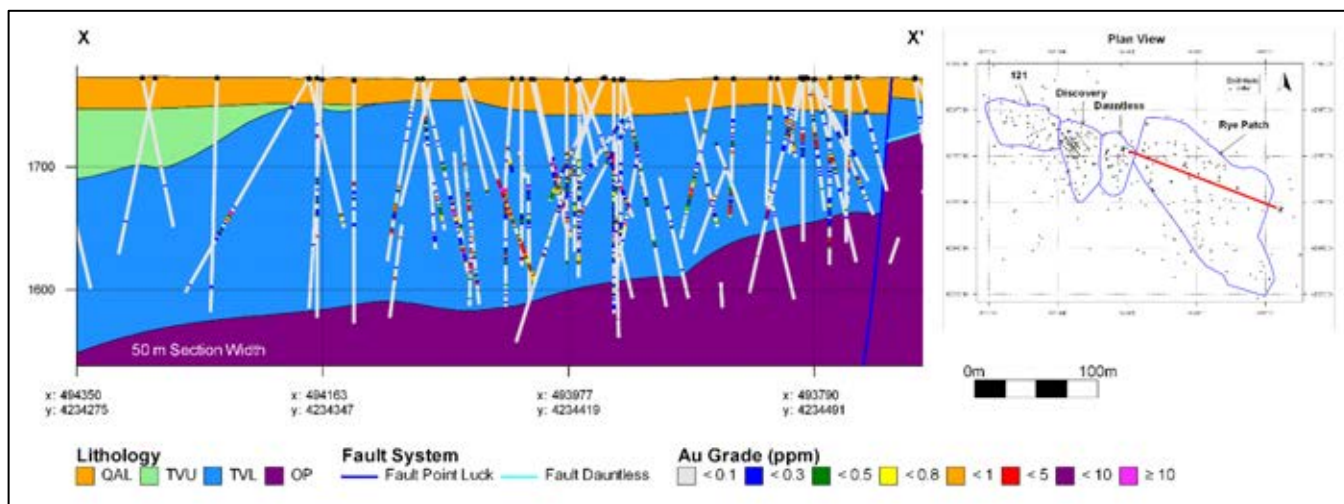 X
X'
Plan View
121
Discovery
Dauntless
Rye Patch
1700
1600
50 m Section Width
0m
100m
x: 494350
y: 4234275
x: 494163
y: 4234347
x: 493977
y: 4234419
x: 493790
y: 4234491
Lithology
QAL
TVU
TVL
OP
Fault System
Fault Point Luck
Fault Dauntless
Au Grade (ppm)
< 0.1
< 0.3
< 0.5
< 0.8
< 1
< 5
< 10
≥ 10